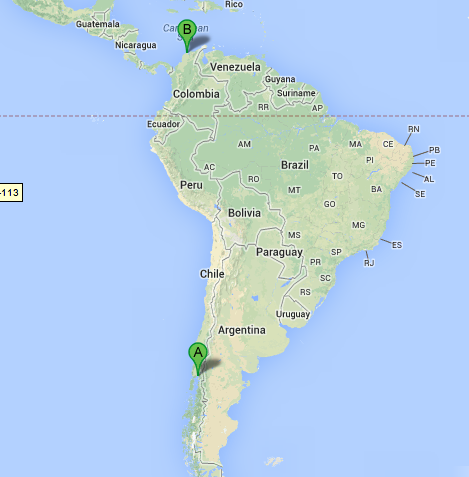 Rico
Guatemala
Caribbean
Nicaragua
B
Venezuela
Guyana
Suriname
Colombia
RR
AP
Ecuador
RN
AM
PA
MA
CE
PB
PI
PE
AC
RO
Brazil
TO
AL
Peru
MT
BA
SE
-113
GO
Bolivia
MG
MS
ES
Paraguay
SP
RJ
PR
Chile
SC
RS
Uruguay
Argentina
A